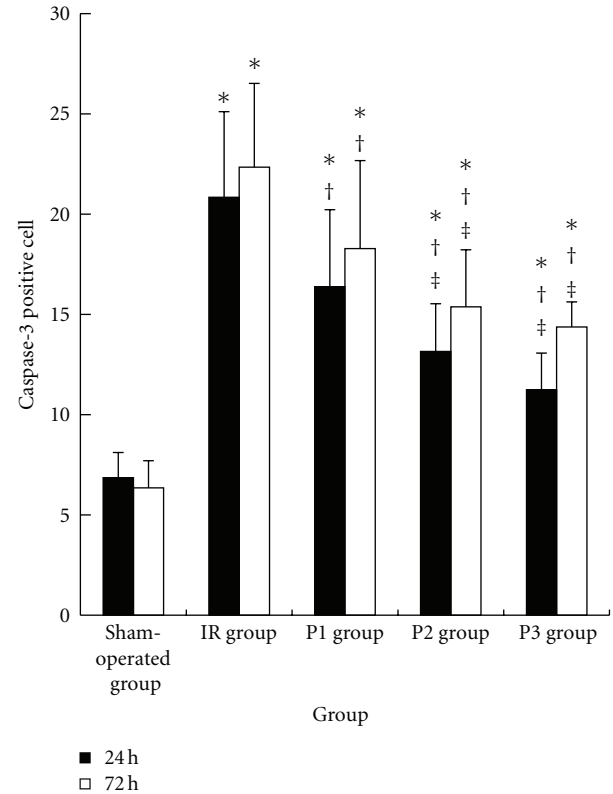 30
25
20
15
10
5
0
Caspase-3 positive cell
*
*
*
†
*
†
*
†
‡
*
†
‡
*
†
‡
*
†
‡
Sham-
operated
group
IR group
P1 group
P2 group
P3 group
Group
24 h
72 h